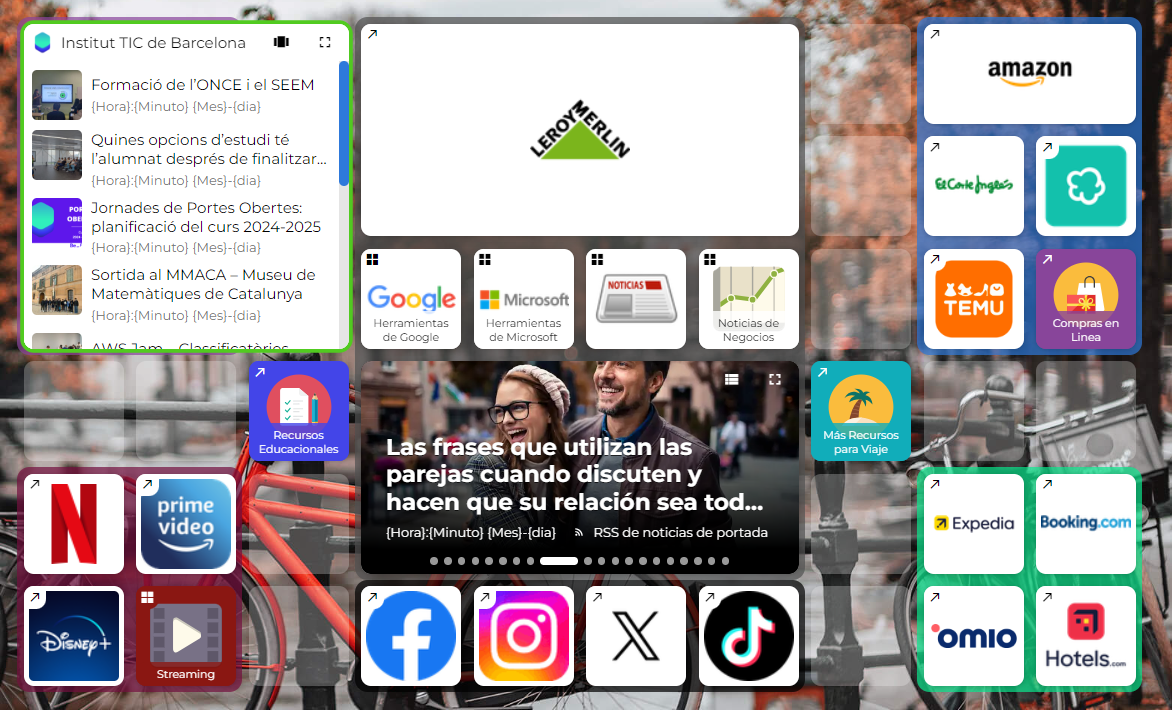 Institut TIC de Barcelona
Formació de l’ONCE i el SEEM
{Hora}:{Minuto} {Mes}-{dia}
Quines opcions d’estudi té
l’alumnat després de finalitzar...
{Hora}:{Minuto} {Mes}-{dia}
Jornades de Portes Obertes:
planificació del curs 2024-2025
{Hora}:{Minuto} {Mes}-{dia}
Sortida al MMACA – Museu de
Matemàtiques de Catalunya
{Hora}:{Minuto} {Mes}-{dia}
AWS Jam – Classificatòries
LEROY MERLIN
amazon
El Corte Inglés
TEMU
Compras en
Linea
Google
Herramientas
de Google
Microsoft
Herramientas
de Microsoft
NOTICIAS
Noticias de
Negocios
Recursos
Educacionales
Las frases que utilizan las
parejas cuando discuten y
hacen que su relación sea tod...
{Hora}:{Minuto} {Mes}-{dia}
RSS de noticias de portada
Más Recursos
para Viaje
N
prime
video
Disney+
Streaming
Expedia
Booking.com
omio
Hotels.com